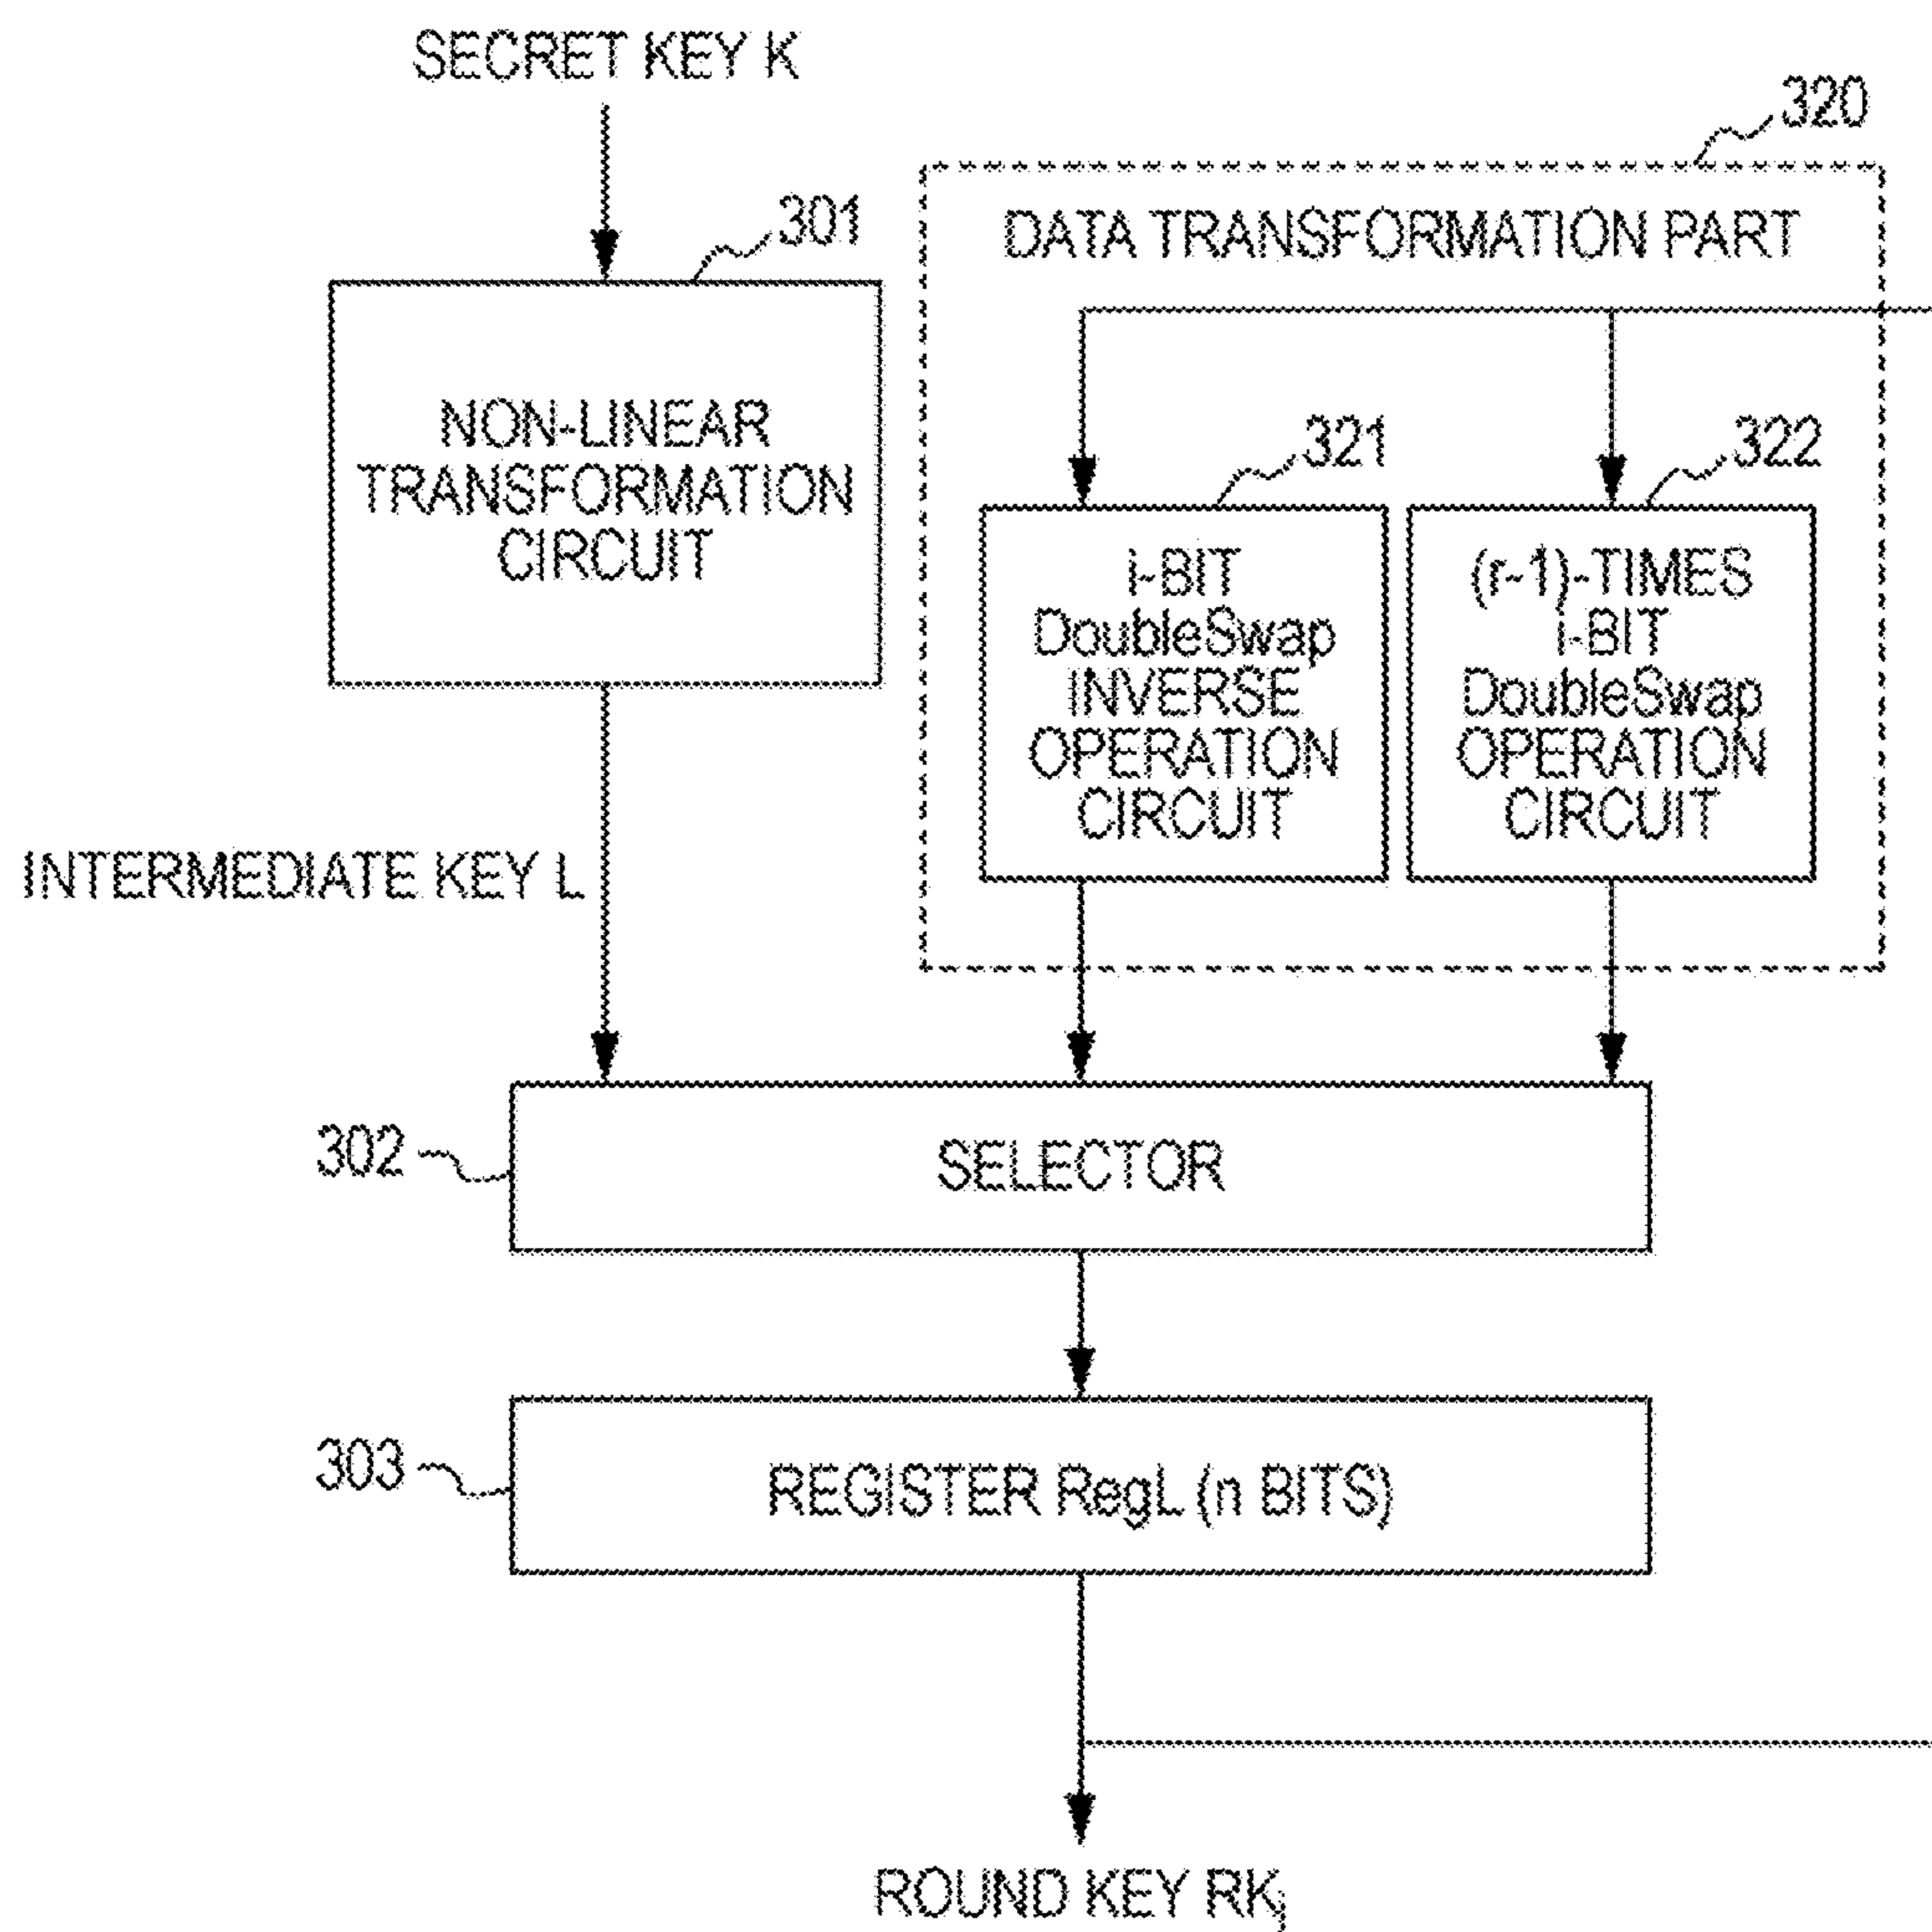 SECRET KEY K
320
301
DATA TRANSFORMATION PART
NON-LINEAR
TRANSFORMATION
CIRCUIT
321
322
i-BIT
DoubleSwap
INVERSE
OPERATION
CIRCUIT
(r-1)-TIMES
i-BIT
DoubleSwap
OPERATION
CIRCUIT
INTERMEDIATE KEY L
302
SELECTOR
303
REGISTER RegL (n BITS)
ROUND KEY RKj